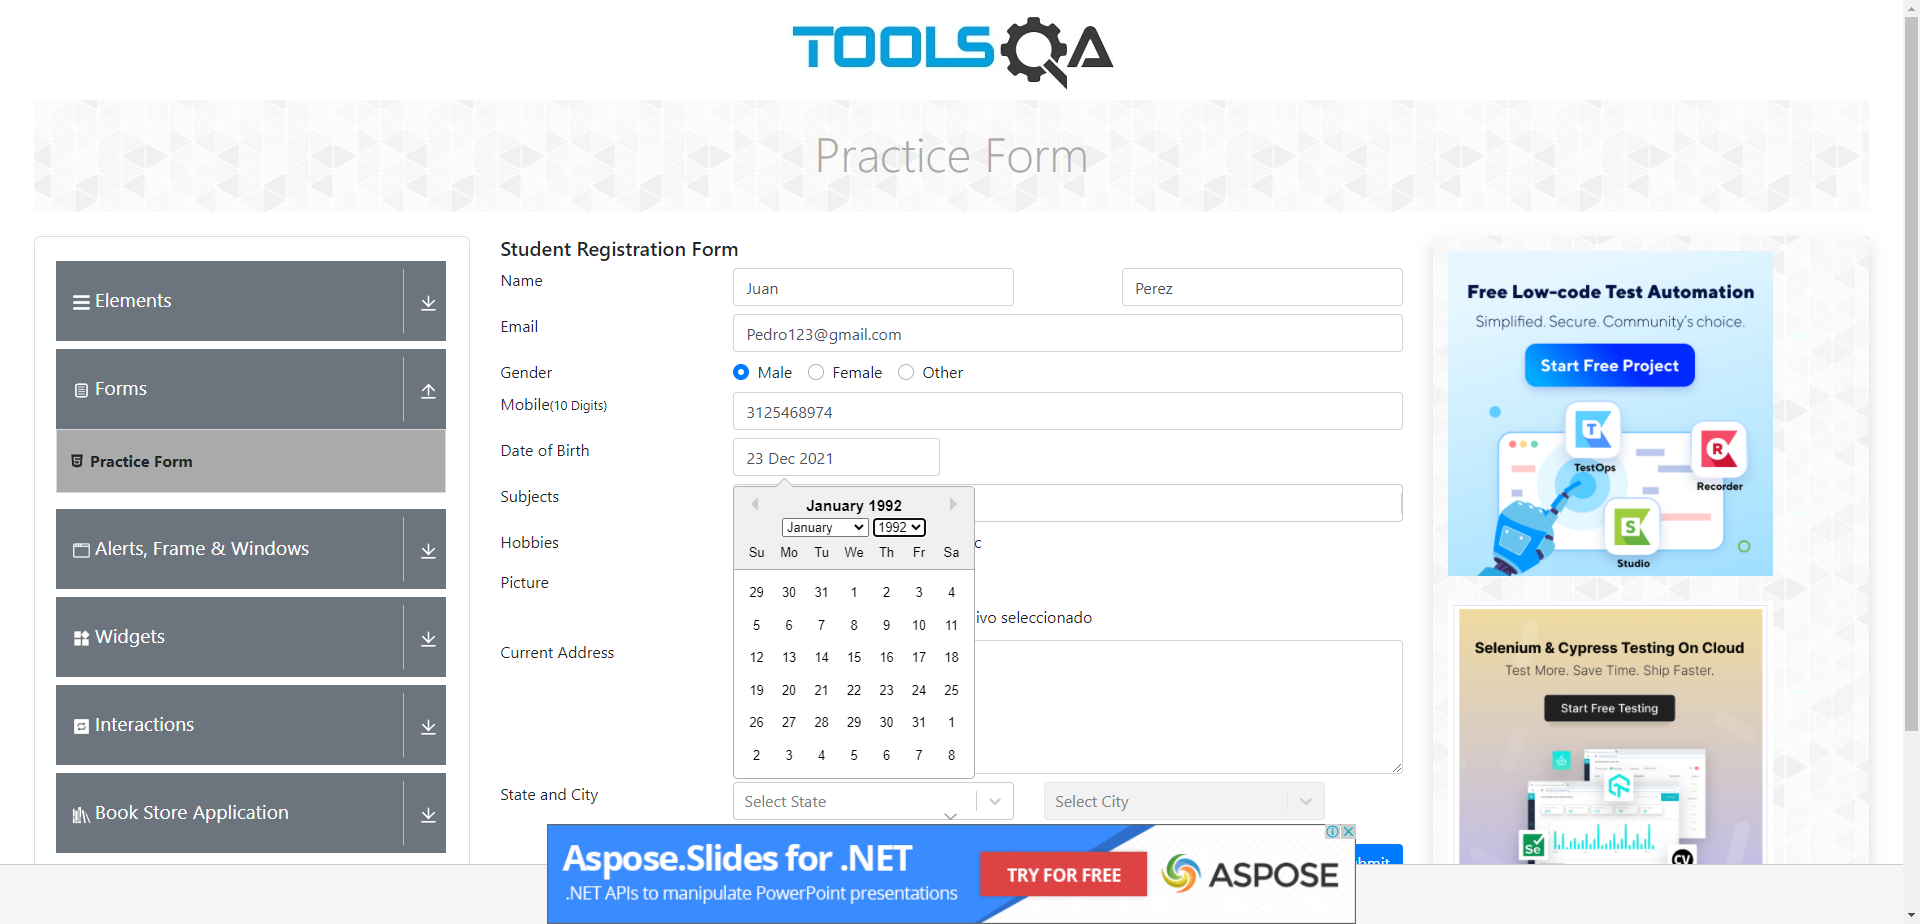 TOOLSQA
Practice Form
Elements
Forms
Practice Form
Alerts, Frame & Windows
Widgets
Interactions
Book Store Application
Student Registration Form
Name
Juan
Perez
Email
Pedro123@gmail.com
Gender
Male
Female
Other
Mobile(10 Digits)
3125468974
Date of Birth
23 Dec 2021
Subjects
January 1992
January 1992
Su Mo Tu We Th Fr Sa
29 30 31 1 2 3 4
5 6 7 8 9 10 11
12 13 14 15 16 17 18
19 20 21 22 23 24 25
26 27 28 29 30 31 1
2 3 4 5 6 7 8
Hobbies
c
Picture
ivo seleccionado
Current Address
State and City
Select State
Select City
bmit
Free Low-code Test Automation
Simplified. Secure. Community's choice.
Start Free Project
TestOps
Recorder
Studio
Selenium & Cypress Testing On Cloud
Test More. Save Time. Ship Faster.
Start Free Testing
Se
CV
Aspose.Slides for .NET
.NET APIs to manipulate PowerPoint presentations
TRY FOR FREE
ASPOSE